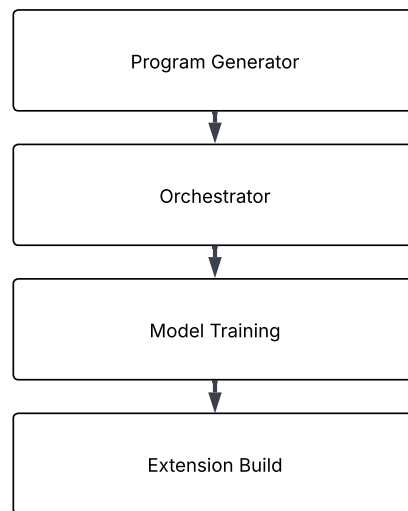 Program Generator
Orchestrator
Model Training
Extension Build